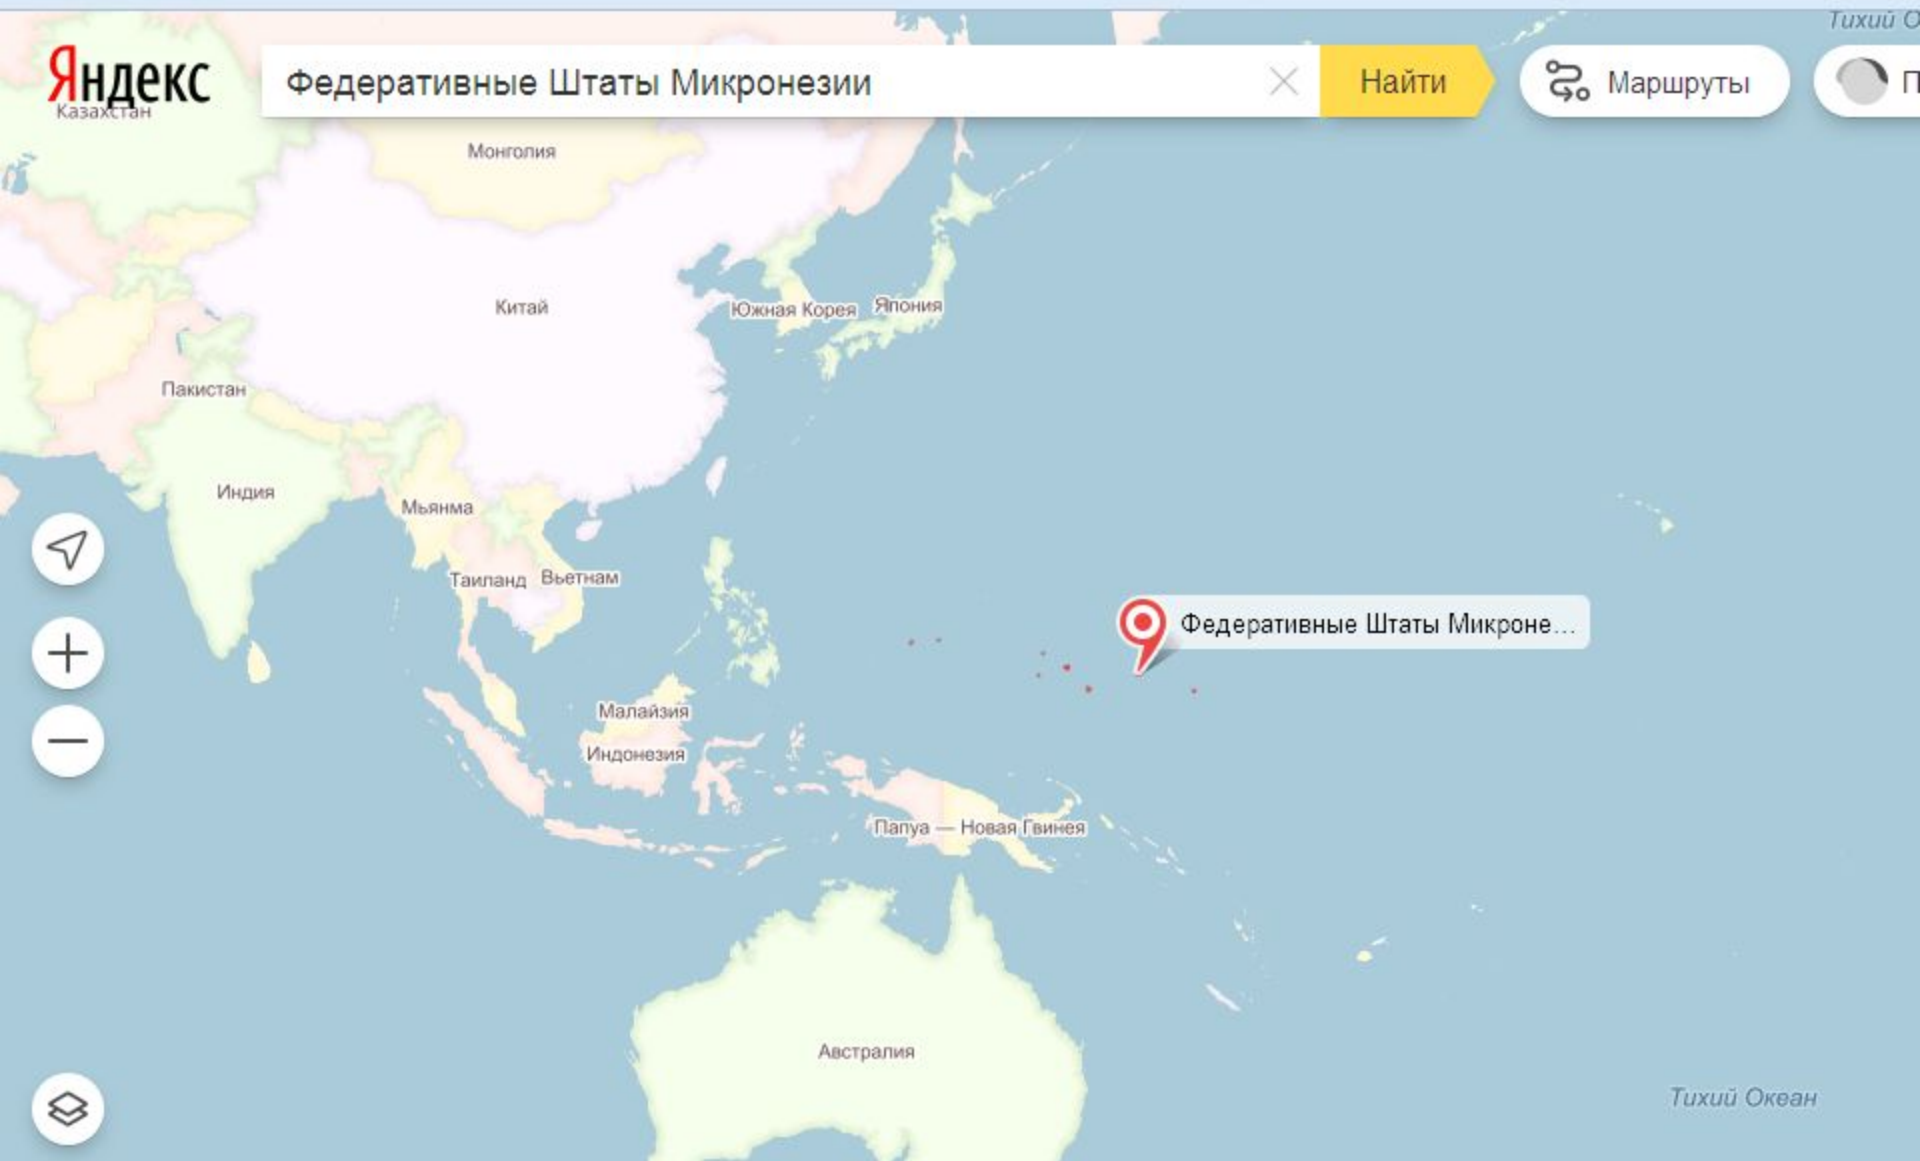 Тихий О
Яндекс
Федеративные Штаты Микронезии
Найти
Маршруты
П
Казахстан
Монголия
Китай
Южная Корея
Япония
Пакистан
Индия
Мьянма
Таиланд
Вьетнам
Федеративные Штаты Микроне...
Малайзия
Индонезия
Папуа — Новая Гвинея
Австралия
Тихий Океан